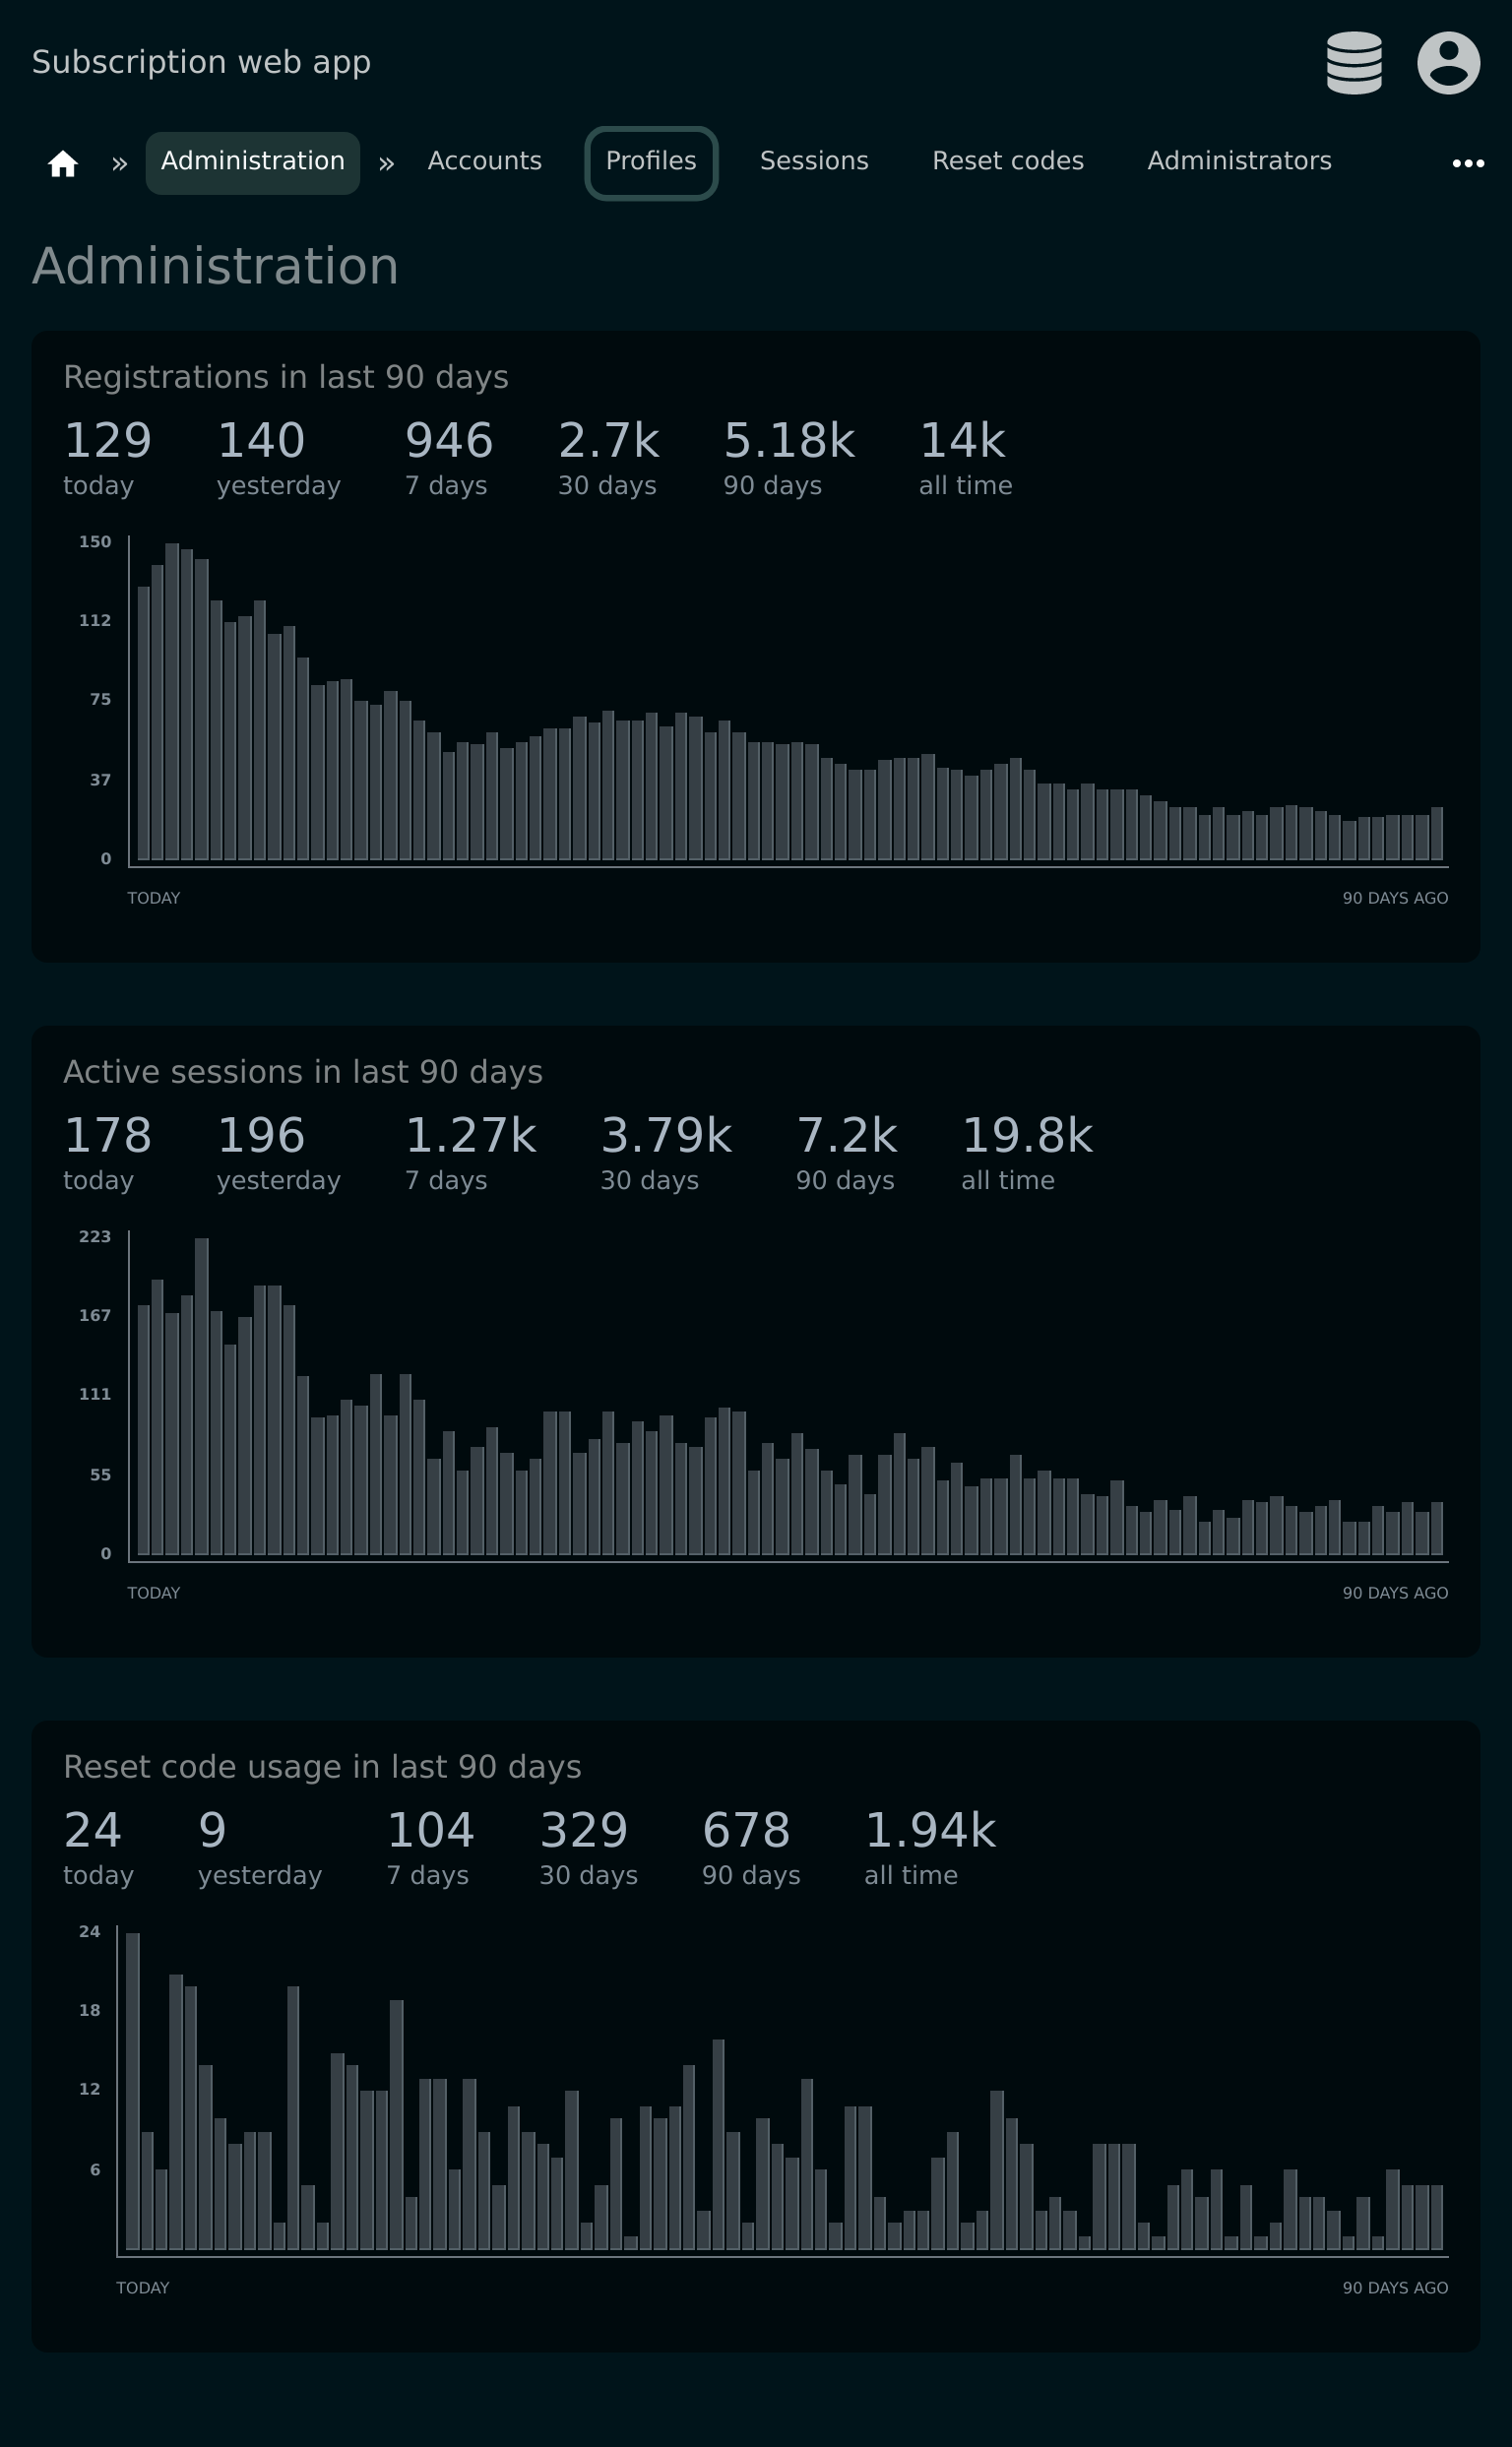 Subscription web app
» Administration » Accounts Profiles Sessions Reset codes Administrators •••
Administration
Registrations in last 90 days
129 140 946 2.7k 5.18k 14k
today yesterday 7 days 30 days 90 days all time
150
112
75
37
0
TODAY 90 DAYS AGO
Active sessions in last 90 days
178 196 1.27k 3.79k 7.2k 19.8k
today yesterday 7 days 30 days 90 days all time
223
167
111
55
0
TODAY 90 DAYS AGO
Reset code usage in last 90 days
24 9 104 329 678 1.94k
today yesterday 7 days 30 days 90 days all time
24
18
12
6
TODAY 90 DAYS AGO